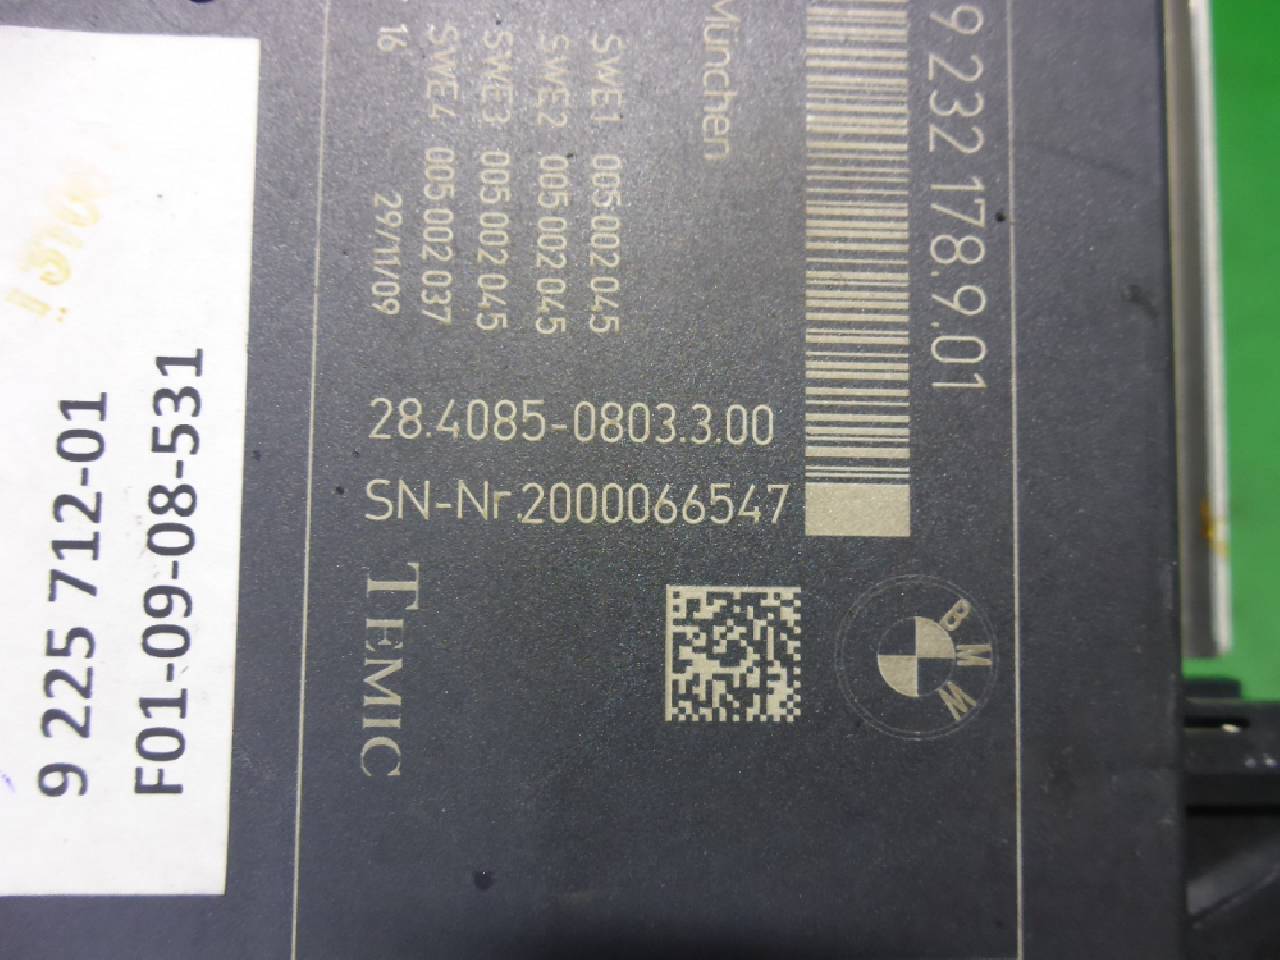 9 232 178.9.01
München
SWE1 005 002 045
SWE2 005 002 045
SWE3 005 002 045
SWE4 005 002 037
16 29/11/09
28.4085-0803.3.00
SN-Nr.2000066547
TEMIC
BMW
9 225 712-01
F01-09-08-531